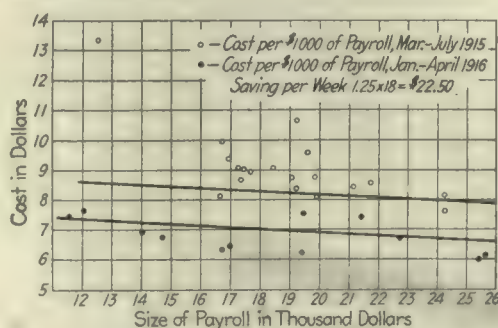 14
13
12
11
10
9
8
7
6
5
Cost in Dollars
○ – Cost per $1000 of Payroll, Mar.-July 1915
● – Cost per $1000 of Payroll, Jan.-April 1916
Saving per Week 1.25x18 = $22.50
12 13 14 15 16 17 18 19 20 21 22 23 24 25 26
Size of Payroll in Thousand Dollars